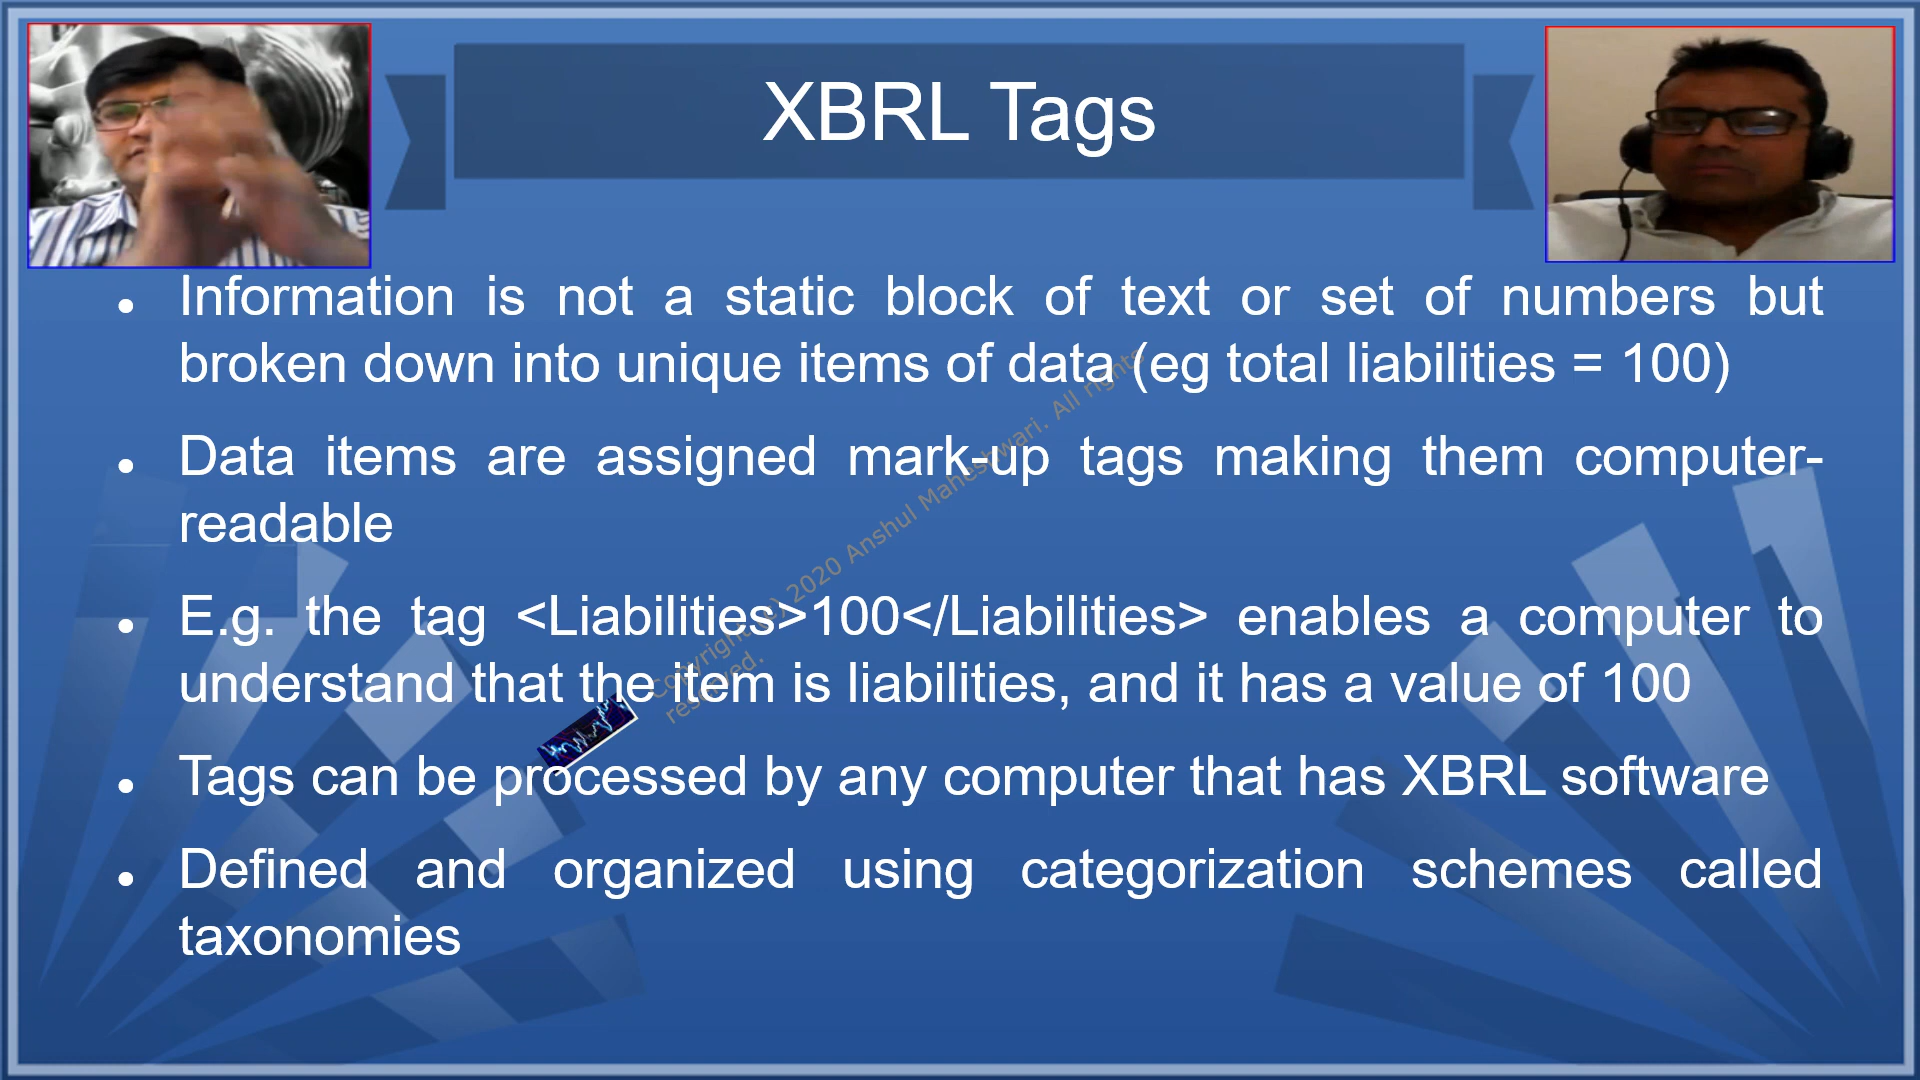 XBRL Tags
• Information is not a static block of text or set of numbers but
broken down into unique items of data (eg total liabilities = 100)
• Data items are assigned mark-up tags making them computer-
readable
• E.g. the tag <Liabilities>100</Liabilities> enables a computer to
understand that the item is liabilities, and it has a value of 100
• Tags can be processed by any computer that has XBRL software
• Defined and organized using categorization schemes called
taxonomies
Copyright (c) 2020 Anshul Maheshwari. All rights
reserved.